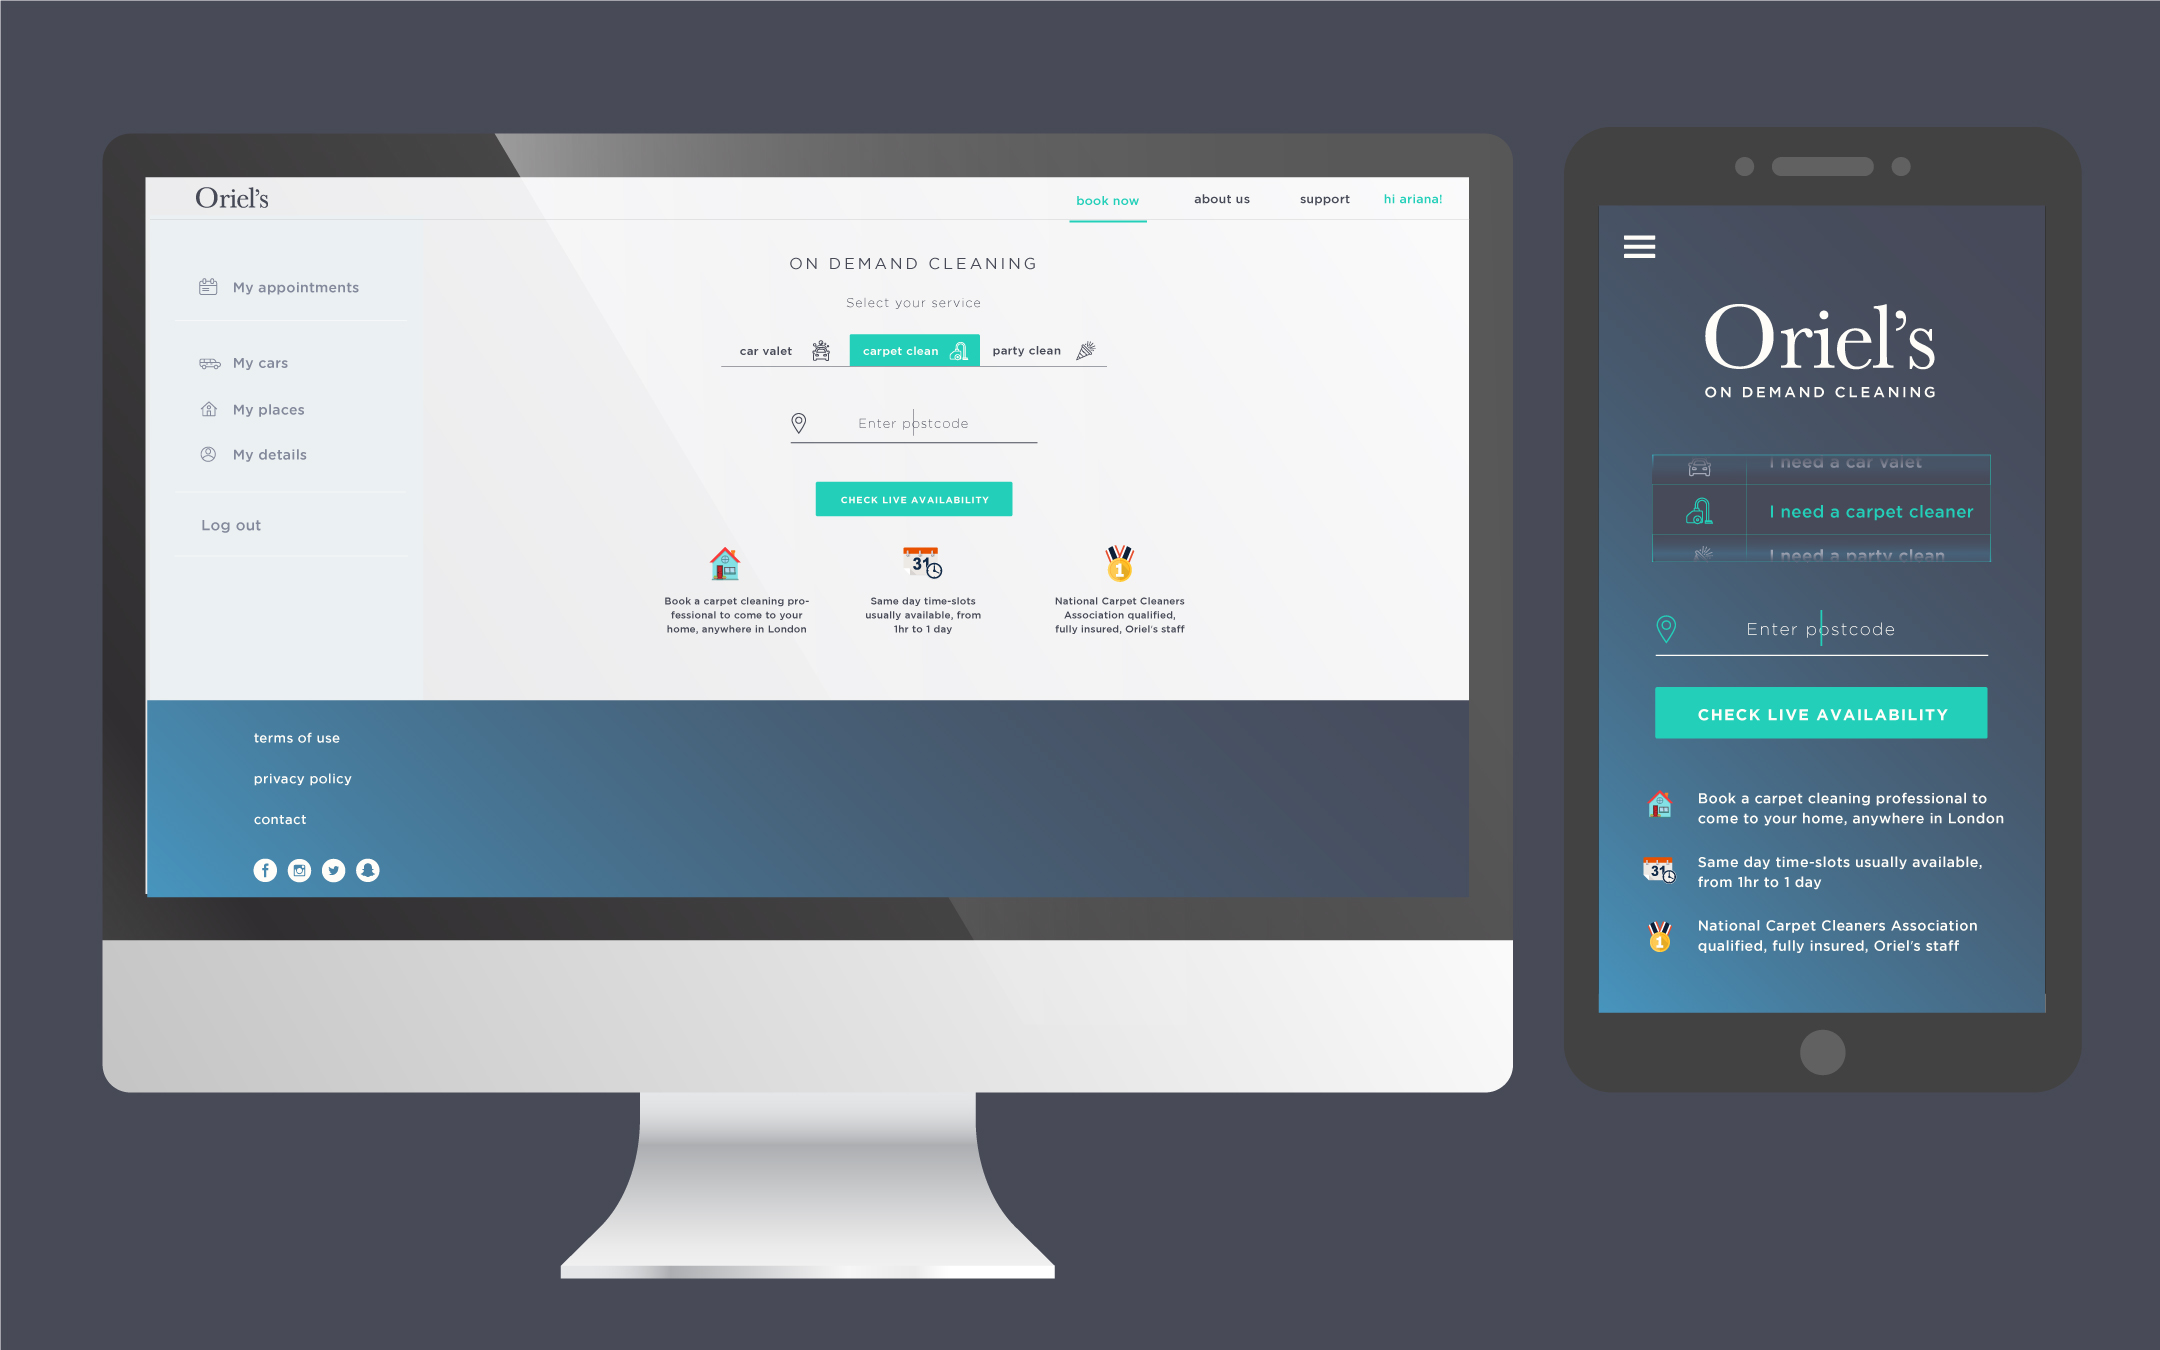 Oriel's
book now
about us
support
hi ariana!
My appointments
My cars
My places
My details
Log out
ON DEMAND CLEANING
Select your service
car valet
carpet clean
party clean
Enter postcode
CHECK LIVE AVAILABILITY
31
1
Book a carpet cleaning pro-
fessional to come to your
home, anywhere in London
Same day time-slots
usually available, from
1hr to 1 day
National Carpet Cleaners
Association qualified,
fully insured, Oriel's staff
terms of use
privacy policy
contact
Oriel's
ON DEMAND CLEANING
I need a car valet
I need a carpet cleaner
I need a party clean
Enter postcode
CHECK LIVE AVAILABILITY
Book a carpet cleaning professional to
come to your home, anywhere in London
31
Same day time-slots usually available,
from 1hr to 1 day
1
National Carpet Cleaners Association
qualified, fully insured, Oriel's staff